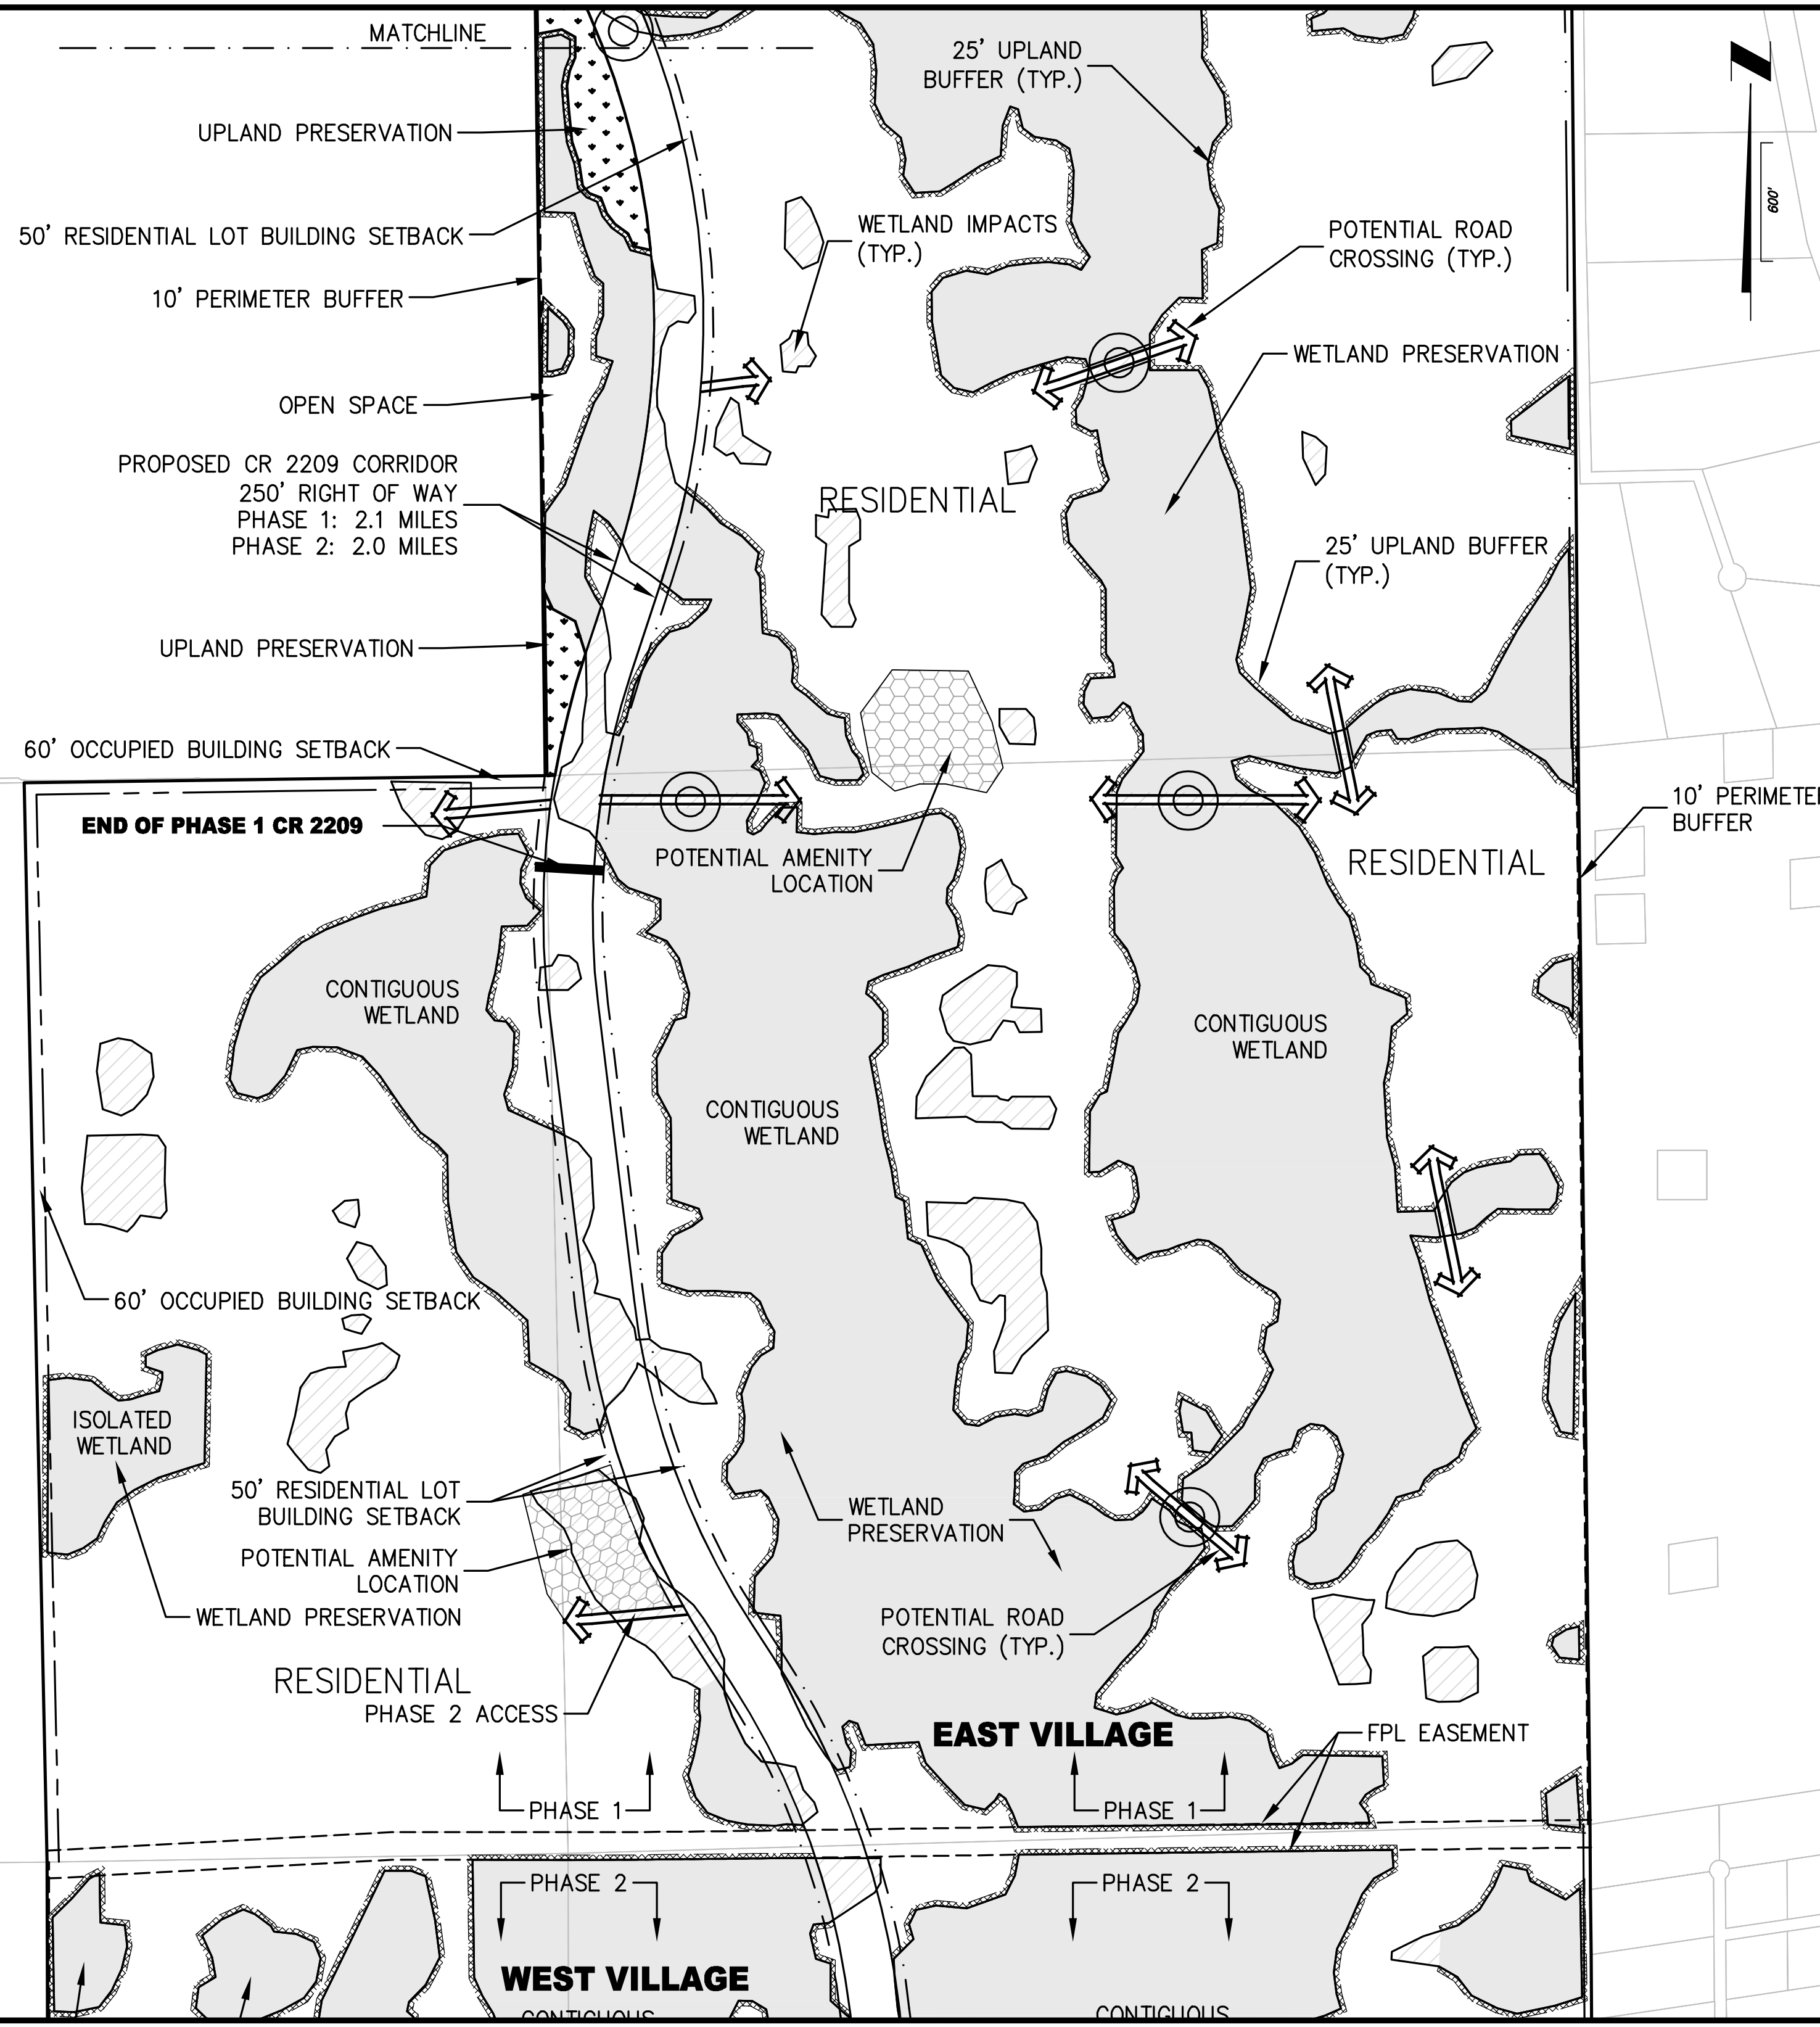 MATCHLINE
25' UPLAND
BUFFER (TYP.)
UPLAND PRESERVATION
600'
50' RESIDENTIAL LOT BUILDING SETBACK
WETLAND IMPACTS
(TYP.)
POTENTIAL ROAD
CROSSING (TYP.)
10' PERIMETER BUFFER
WETLAND PRESERVATION
OPEN SPACE
PROPOSED CR 2209 CORRIDOR
250' RIGHT OF WAY
PHASE 1: 2.1 MILES
PHASE 2: 2.0 MILES
RESIDENTIAL
25' UPLAND BUFFER
(TYP.)
UPLAND PRESERVATION
60' OCCUPIED BUILDING SETBACK
10' PERIMETER
BUFFER
END OF PHASE 1 CR 2209
POTENTIAL AMENITY
LOCATION
RESIDENTIAL
CONTIGUOUS
WETLAND
CONTIGUOUS
WETLAND
CONTIGUOUS
WETLAND
60' OCCUPIED BUILDING SETBACK
ISOLATED
WETLAND
50' RESIDENTIAL LOT
BUILDING SETBACK
WETLAND
PRESERVATION
POTENTIAL AMENITY
LOCATION
WETLAND PRESERVATION
POTENTIAL ROAD
CROSSING (TYP.)
RESIDENTIAL
PHASE 2 ACCESS
EAST VILLAGE
FPL EASEMENT
PHASE 1
PHASE 1
PHASE 2
PHASE 2
WEST VILLAGE
CONTIGUOUS
CONTIGUOUS